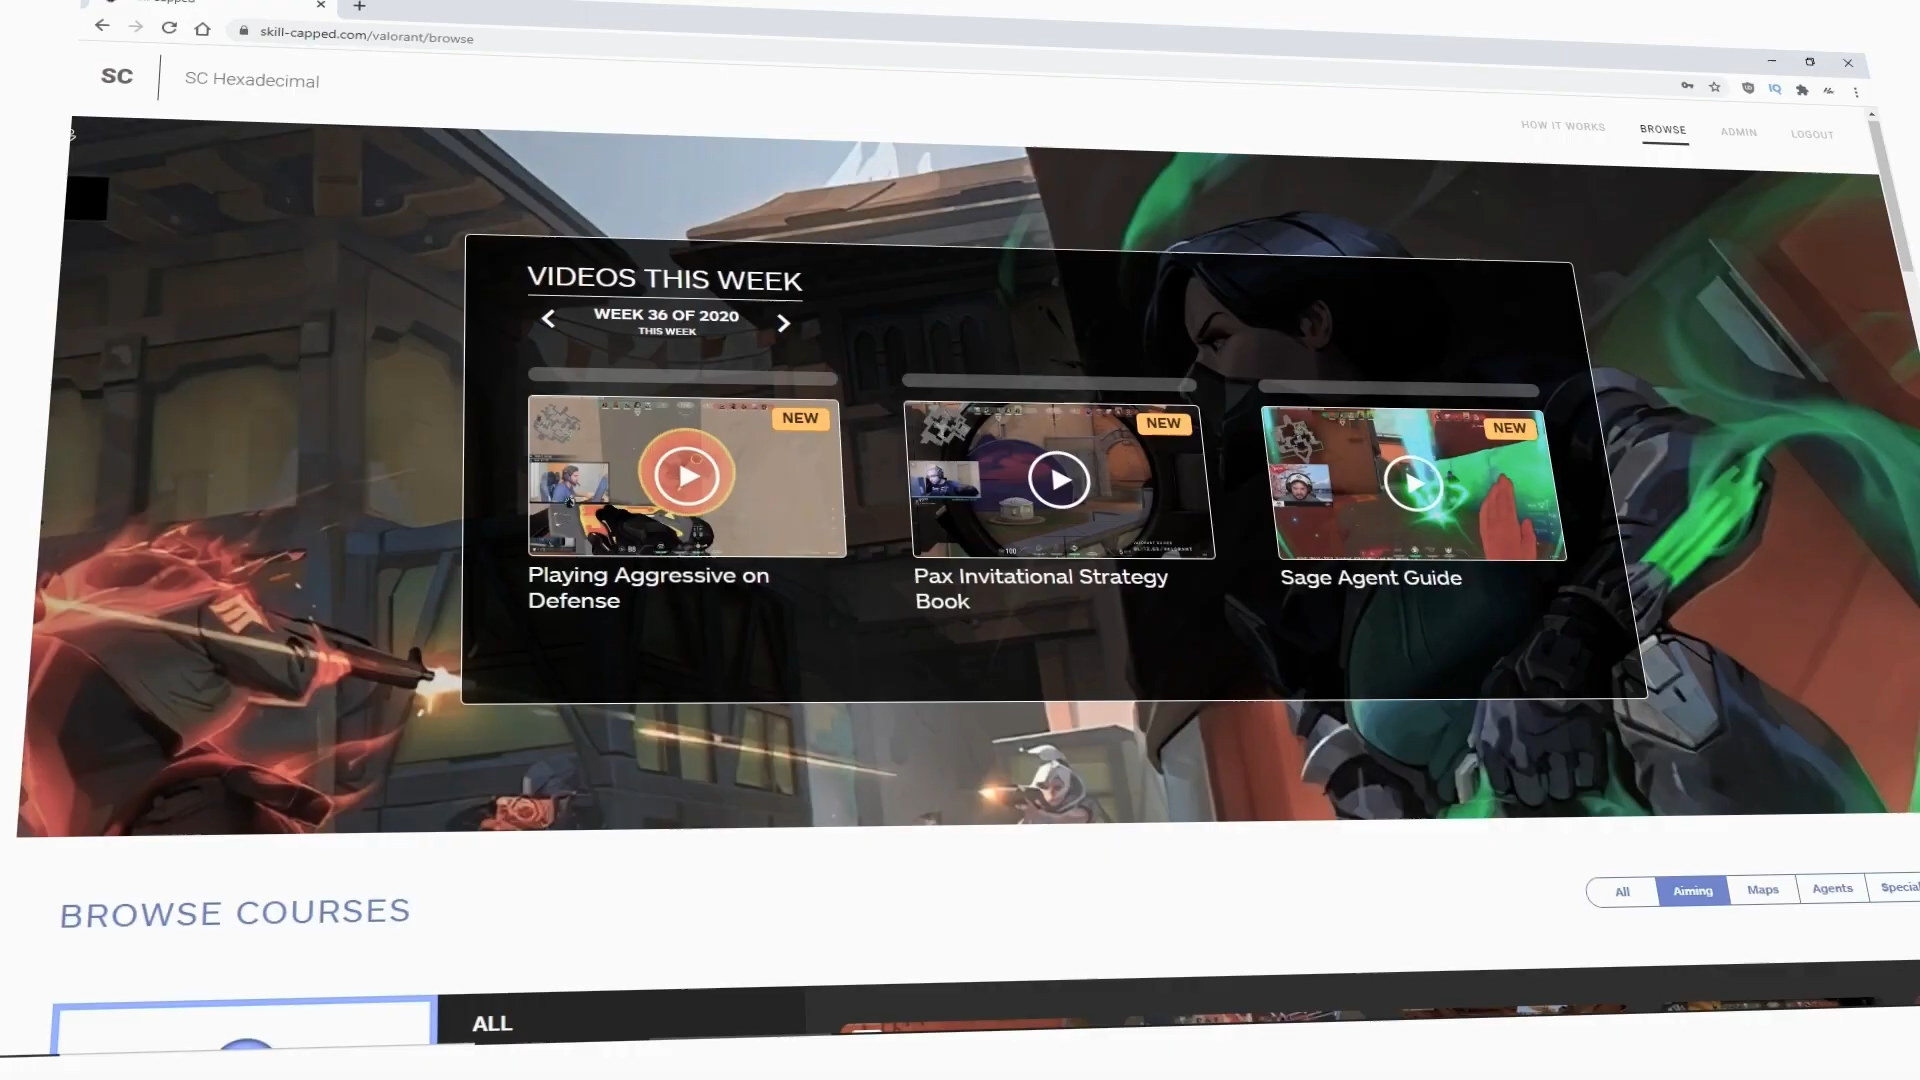 skill-capped.com/valorant/browse
SC
SC Hexadecimal
HOW IT WORKS
BROWSE
ADMIN
LOGOUT
VIDEOS THIS WEEK
WEEK 36 OF 2020
THIS WEEK
NEW
NEW
NEW
Playing Aggressive on
Defense
Pax Invitational Strategy
Book
Sage Agent Guide
BROWSE COURSES
All
Aiming
Maps
Agents
Special
ALL